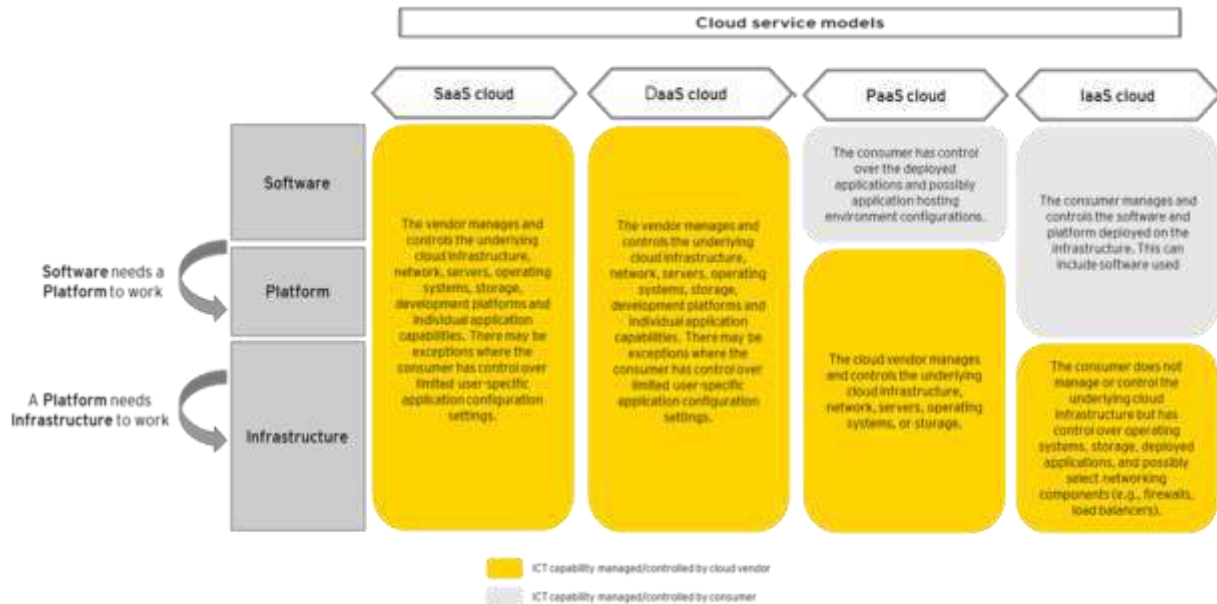 Cloud service models
SaaS cloud
DaaS cloud
PaaS cloud
IaaS cloud
Software
Platform
Infrastructure
Software needs a
Platform to work
A Platform needs
Infrastructure to work
The vendor manages and
controls the underlying
cloud infrastructure,
network, servers, operating
systems, storage,
development platforms and
individual application
capabilities. There may be
exceptions where the
consumer has control over
limited user-specific
application configuration
settings.
The vendor manages and
controls the underlying
cloud infrastructure,
network, servers, operating
systems, storage,
development platforms and
individual application
capabilities. There may be
exceptions where the
consumer has control over
limited user-specific
application configuration
settings.
The consumer has control
over the deployed
applications and possibly
application hosting
environment configurations.
The cloud vendor manages
and controls the underlying
cloud infrastructure,
network, servers, operating
systems, or storage.
The consumer manages and
controls the software and
platform deployed on the
infrastructure. This can
include software used
The consumer does not
manage or control the
underlying cloud
infrastructure but has
control over operating
systems, storage, deployed
applications, and possibly
select networking
components (e.g., firewalls,
load balancers).
ICT capability managed/controlled by cloud vendor
ICT capability managed/controlled by consumer